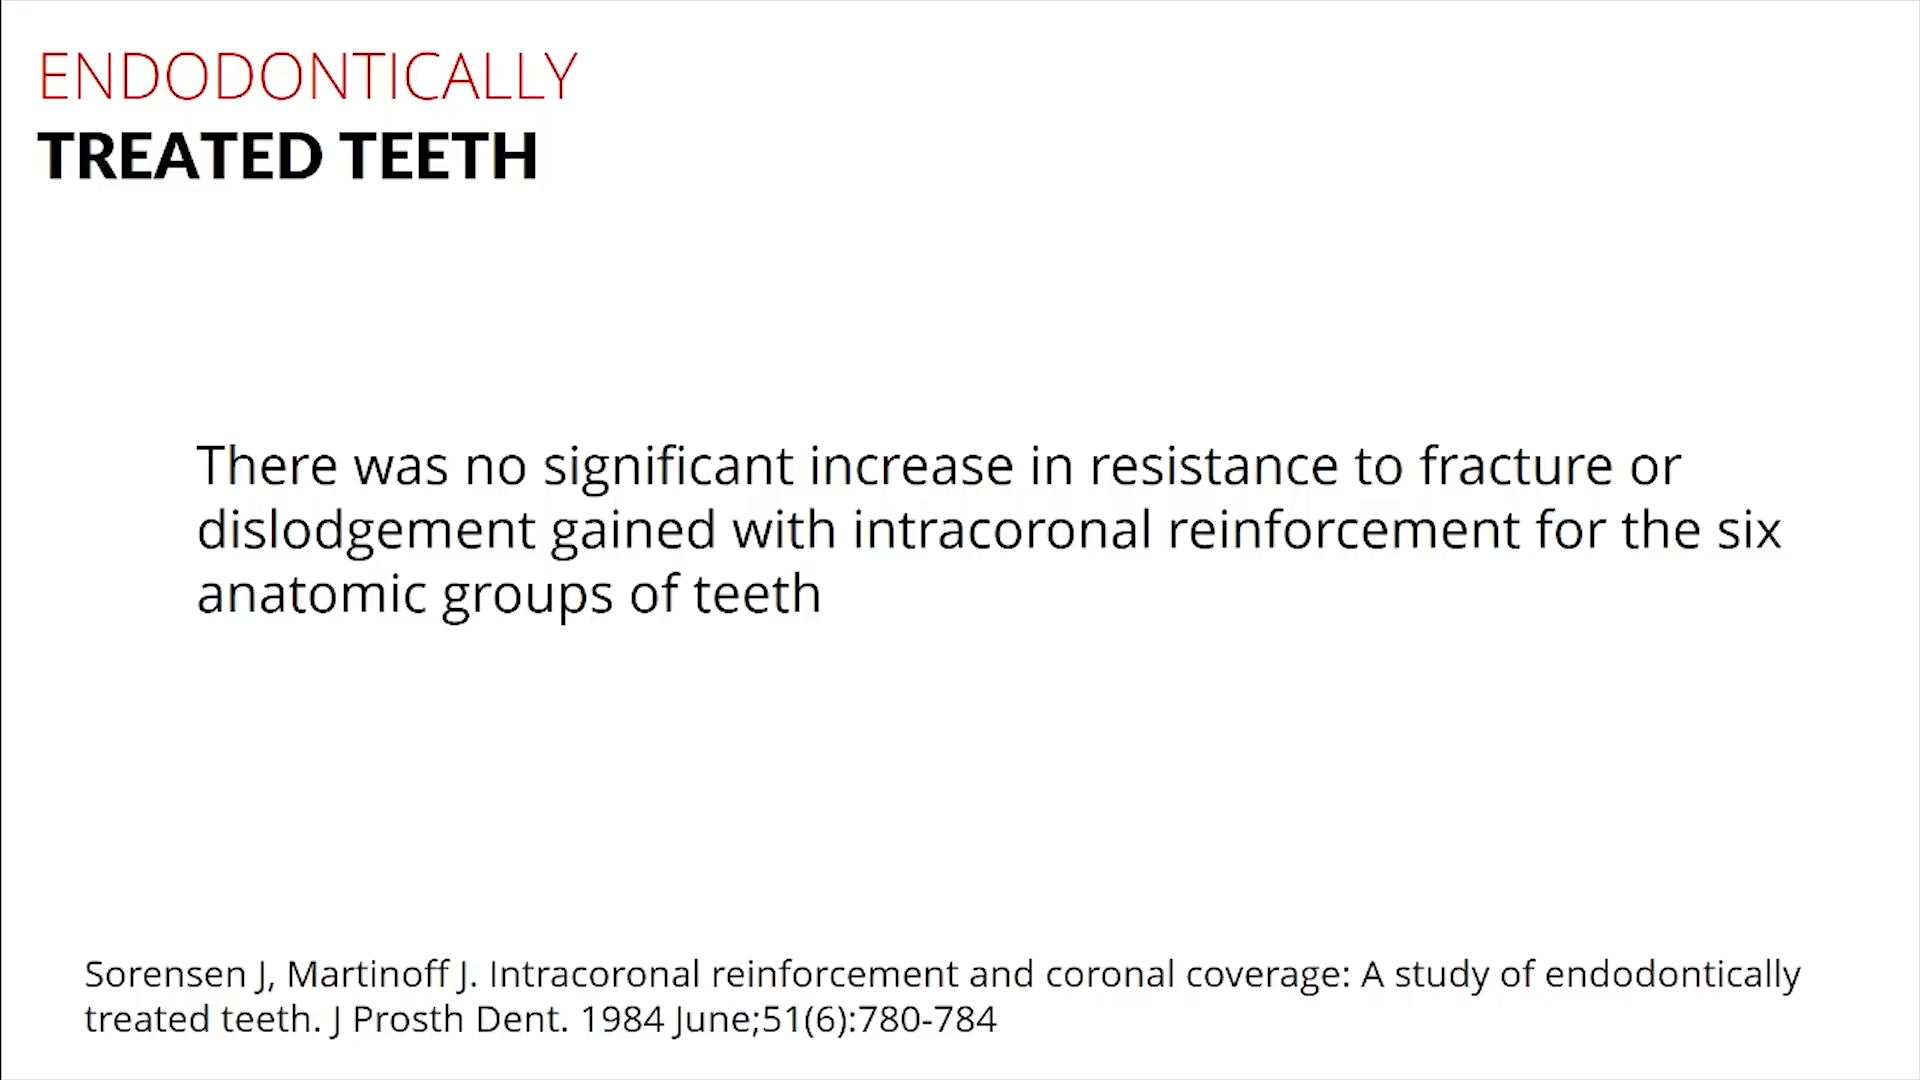 ENDODONTICALLY
TREATED TEETH
There was no significant increase in resistance to fracture or
dislodgement gained with intracoronal reinforcement for the six
anatomic groups of teeth
Sorensen J, Martinoff J. Intracoronal reinforcement and coronal coverage: A study of endodontically
treated teeth. J Prosth Dent. 1984 June;51(6):780-784